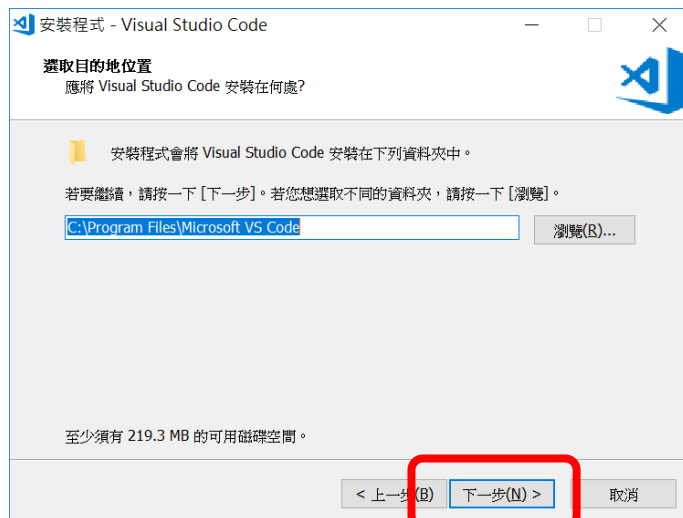 安裝程式 - Visual Studio Code
選取目的地位置
應將 Visual Studio Code 安裝在何處?
安裝程式會將 Visual Studio Code 安裝在下列資料夾中。
若要繼續，請按一下 [下一步]。若您想選取不同的資料夾，請按一下 [瀏覽]。
C:\Program Files\Microsoft VS Code
瀏覽(R)...
至少須有 219.3 MB 的可用磁碟空間。
< 上一步(B) 下一步(N) > 取消